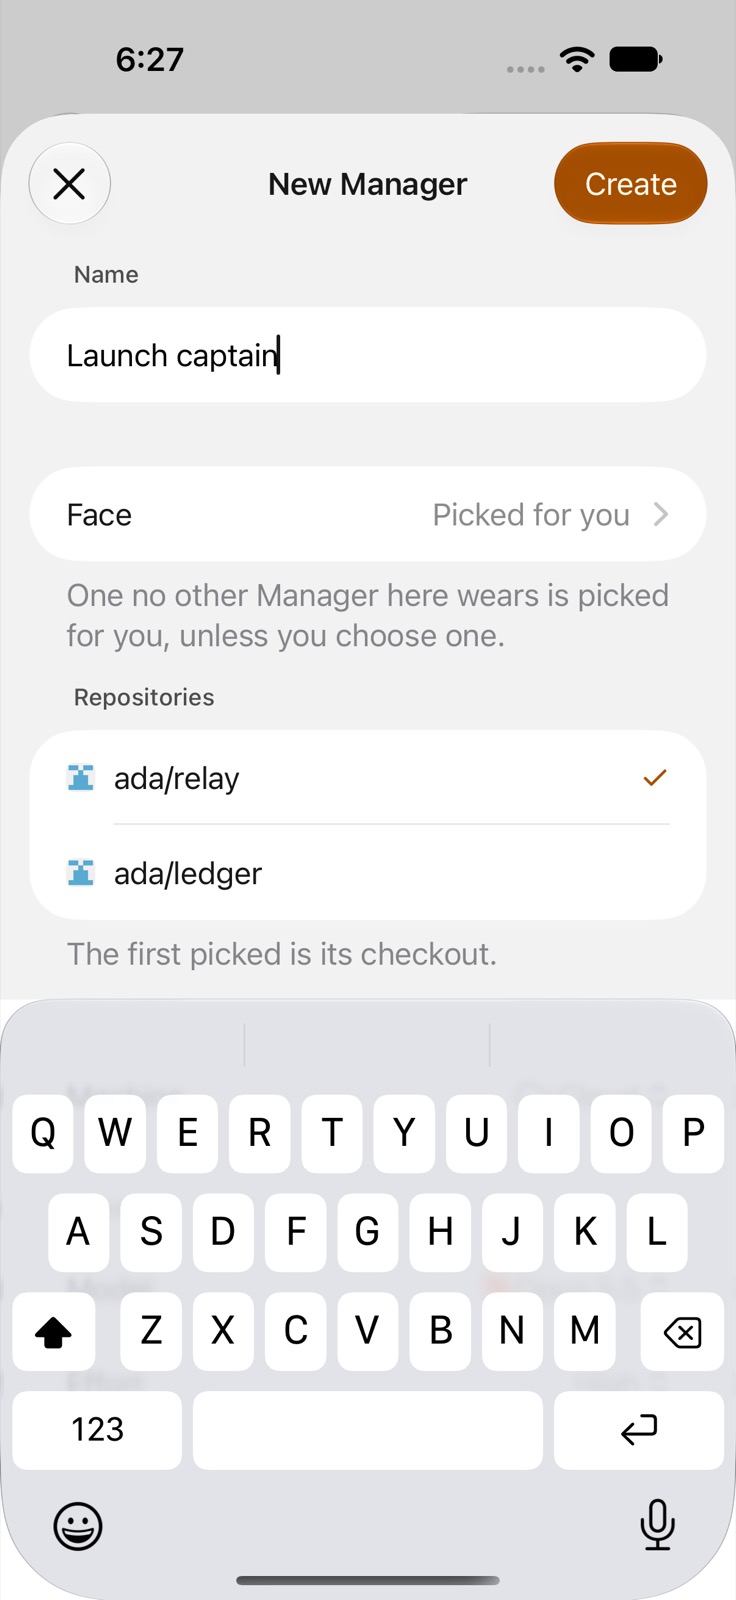 6:27
New Manager
Create
Name
Launch captain
Face
Picked for you
One no other Manager here wears is picked
for you, unless you choose one.
Repositories
ada/relay
ada/ledger
The first picked is its checkout.
Q W E R T Y U I O P
A S D F G H J K L
Z X C V B N M
123